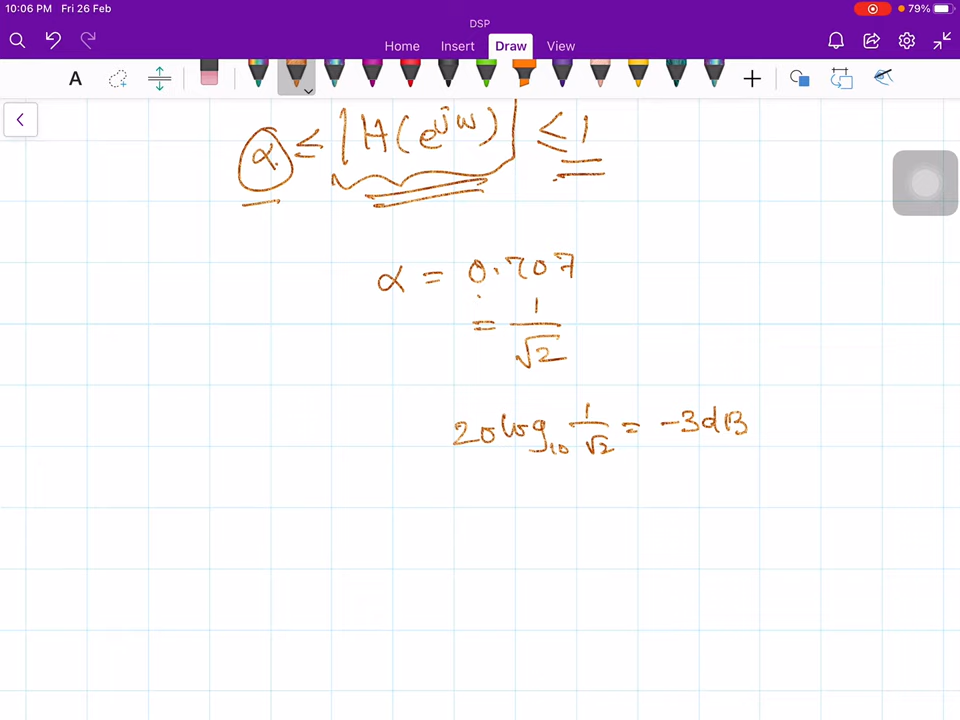 10:06 PM Fri 26 Feb
79%
DSP
Home Insert Draw View
A
α ≤ |H(e^jω)| ≤ 1
α = 0.707
= 1/√2
20 log₁₀ 1/√2 = -3dB